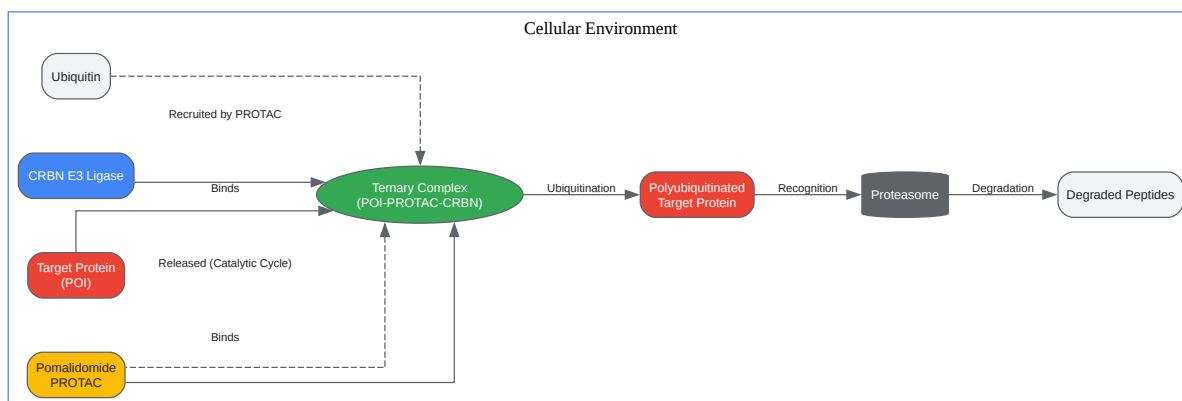 Cellular Environment
Ubiquitin
Recruited by PROTAC
CRBN E3 Ligase
Binds
Ternary Complex
(POI-PROTAC-CRBN)
Ubiquitination
Polyubiquitinated
Target Protein
Recognition
Proteasome
Degradation
Degraded Peptides
Target Protein
(POI)
Released (Catalytic Cycle)
Binds
Pomalidomide
PROTAC